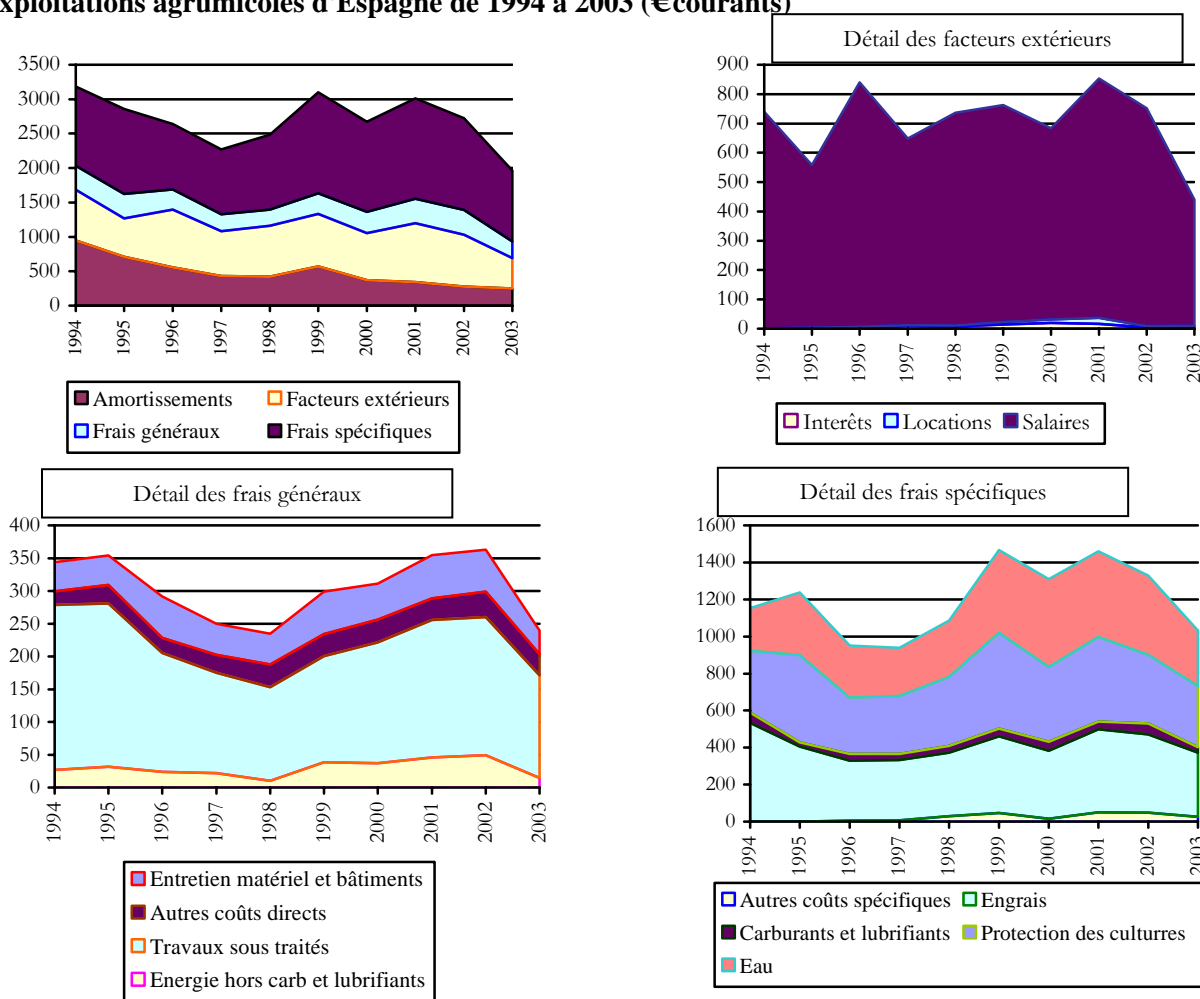 xploitations agrumicoles d'Espagne de 1994 à 2003 (€courants)
3500
3000
2500
2000
1500
1000
500
0
1994 1995 1996 1997 1998 1999 2000 2001 2002 2003
Amortissements Facteurs extérieurs
Frais généraux Frais spécifiques
Détail des facteurs extérieurs
900
800
700
600
500
400
300
200
100
0
1994 1995 1996 1997 1998 1999 2000 2001 2002 2003
Interêts Locations Salaires
Détail des frais généraux
400
350
300
250
200
150
100
50
0
1994 1995 1996 1997 1998 1999 2000 2001 2002 2003
Entretien matériel et bâtiments
Autres coûts directs
Travaux sous traités
Energie hors carb et lubrifiants
Détail des frais spécifiques
1600
1400
1200
1000
800
600
400
200
0
1994 1995 1996 1997 1998 1999 2000 2001 2002 2003
Autres coûts spécifiques Engrais
Carburants et lubrifiants Protection des culturres
Eau